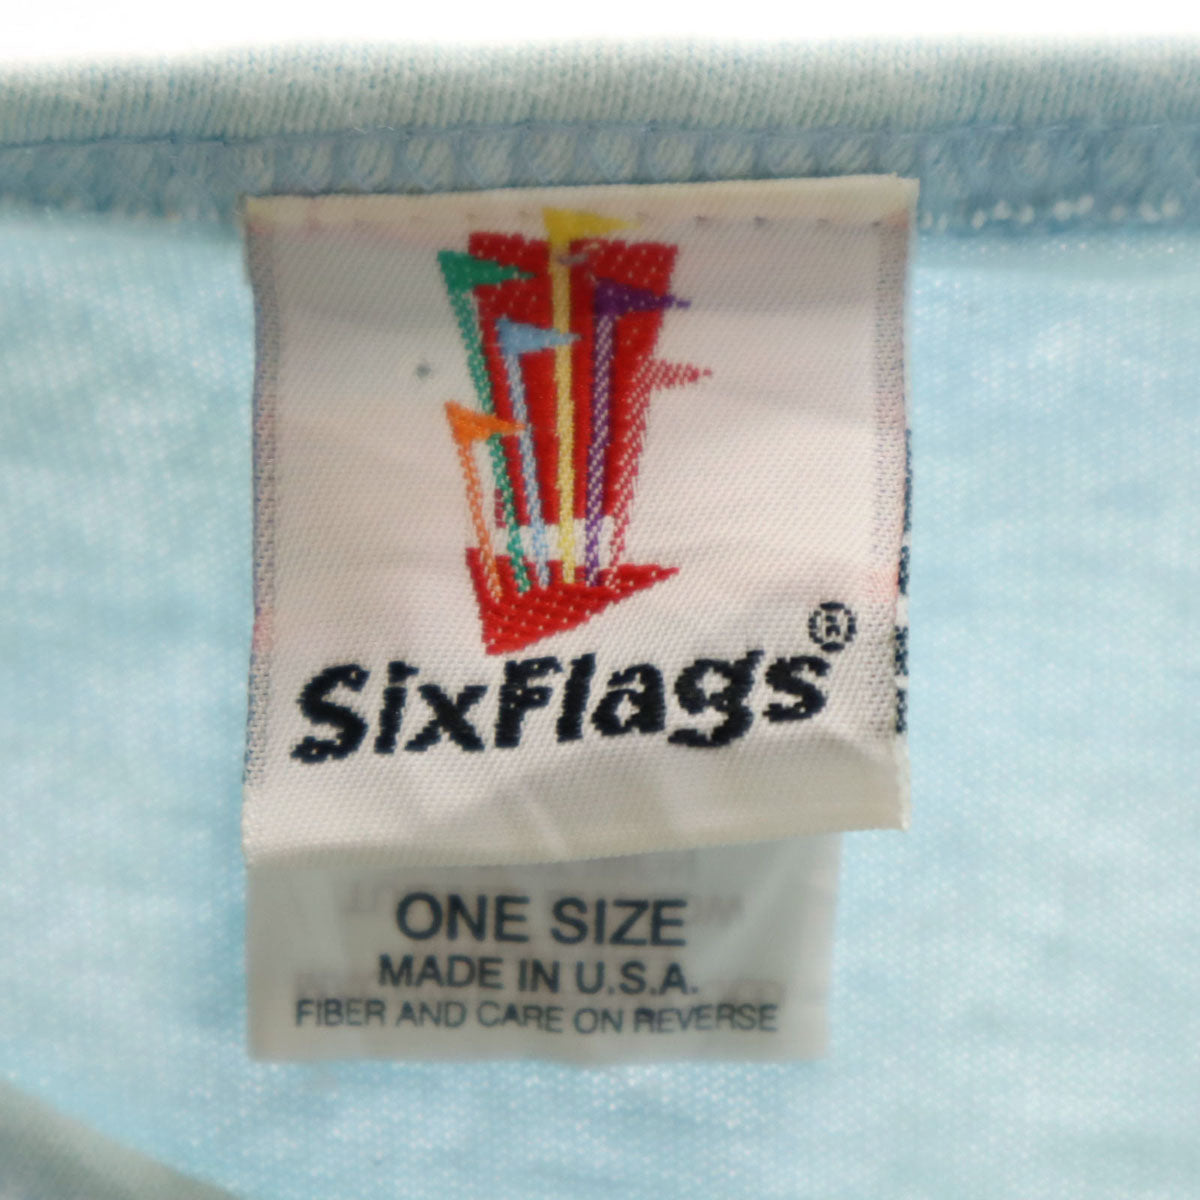 SixFlags®
ONE SIZE
MADE IN U.S.A.
FIBER AND CARE ON REVERSE